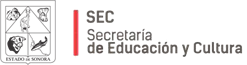 ESTADO DE SONORA
SEC
Secretaría
de Educación y Cultura